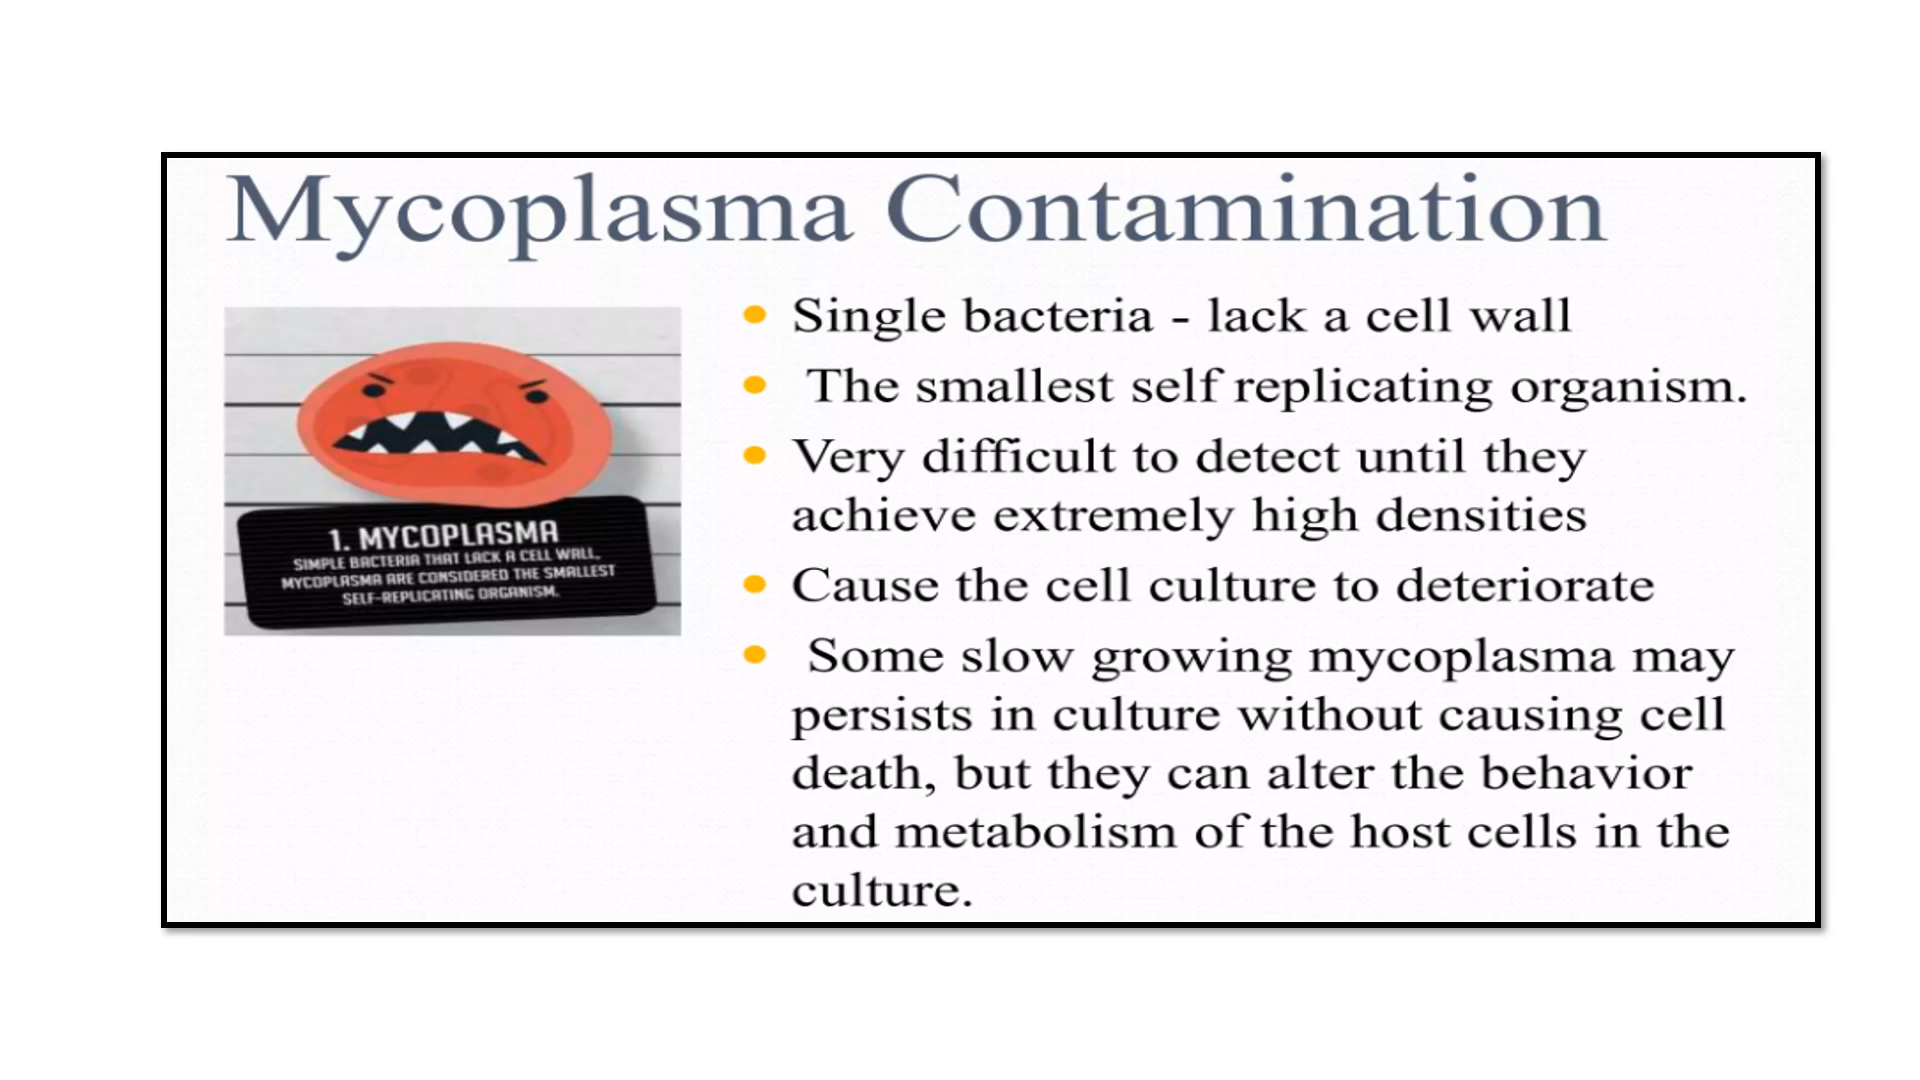 Mycoplasma Contamination
1. MYCOPLASMA
SIMPLE BACTERIA THAT LACK A CELL WALL,
MYCOPLASMA ARE CONSIDERED THE SMALLEST
SELF-REPLICATING ORGANISM.
Single bacteria - lack a cell wall
The smallest self replicating organism.
Very difficult to detect until they
achieve extremely high densities
Cause the cell culture to deteriorate
Some slow growing mycoplasma may
persists in culture without causing cell
death, but they can alter the behavior
and metabolism of the host cells in the
culture.